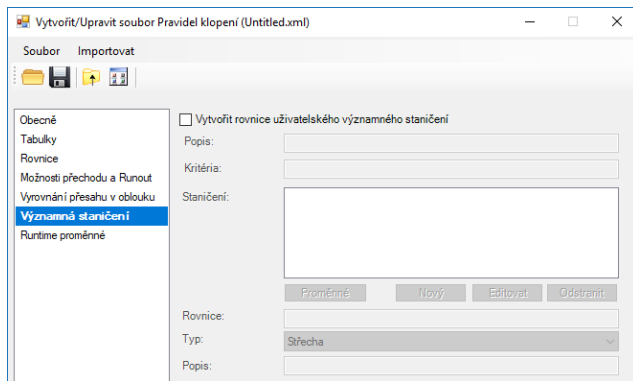 Vytvořit/Upravit soubor Pravidel klopení (Untitled.xml)
Soubor Importovat
Obecně
Tabulky
Rovnice
Možnosti přechodu a Runout
Vyrovnání přesahu v oblouku
Významná staničení
Runtime proměnné
Vytvořit rovnice uživatelského významného staničení
Popis:
Kritéria:
Staničení:
Proměnné Nový Editovat Odstranit
Rovnice:
Typ: Střecha
Popis: